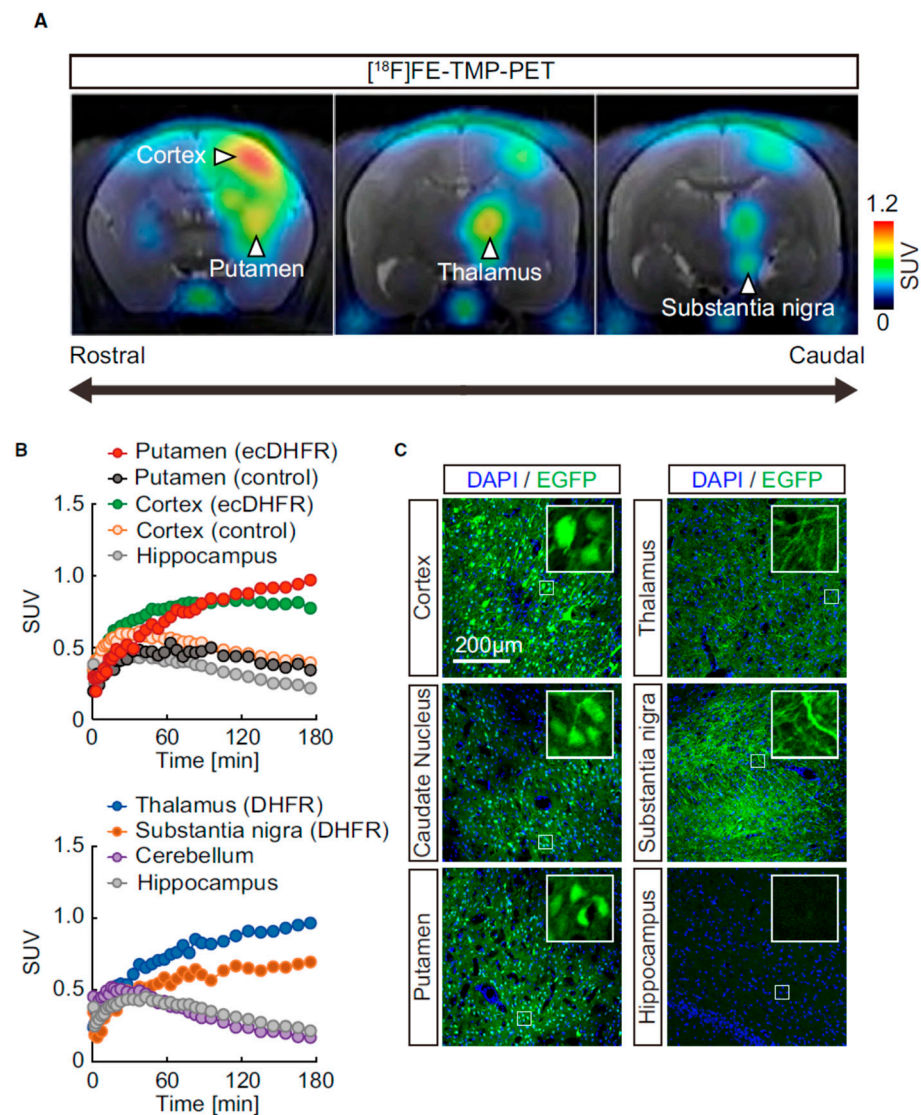 A
[¹⁸F]FE-TMP-PET
Cortex
Putamen
Thalamus
Substantia nigra
1.2
SUV
0
Rostral
Caudal
B
Putamen (ecDHFR)
Putamen (control)
Cortex (ecDHFR)
Cortex (control)
Hippocampus
1.5
1.0
0.5
0
SUV
0 60 120 180
Time [min]
Thalamus (DHFR)
Substantia nigra (DHFR)
Cerebellum
Hippocampus
1.5
1.0
0.5
0
SUV
0 60 120 180
Time [min]
C
DAPI / EGFP
DAPI / EGFP
Cortex
200μm
Thalamus
Caudate Nucleus
Substantia nigra
Putamen
Hippocampus